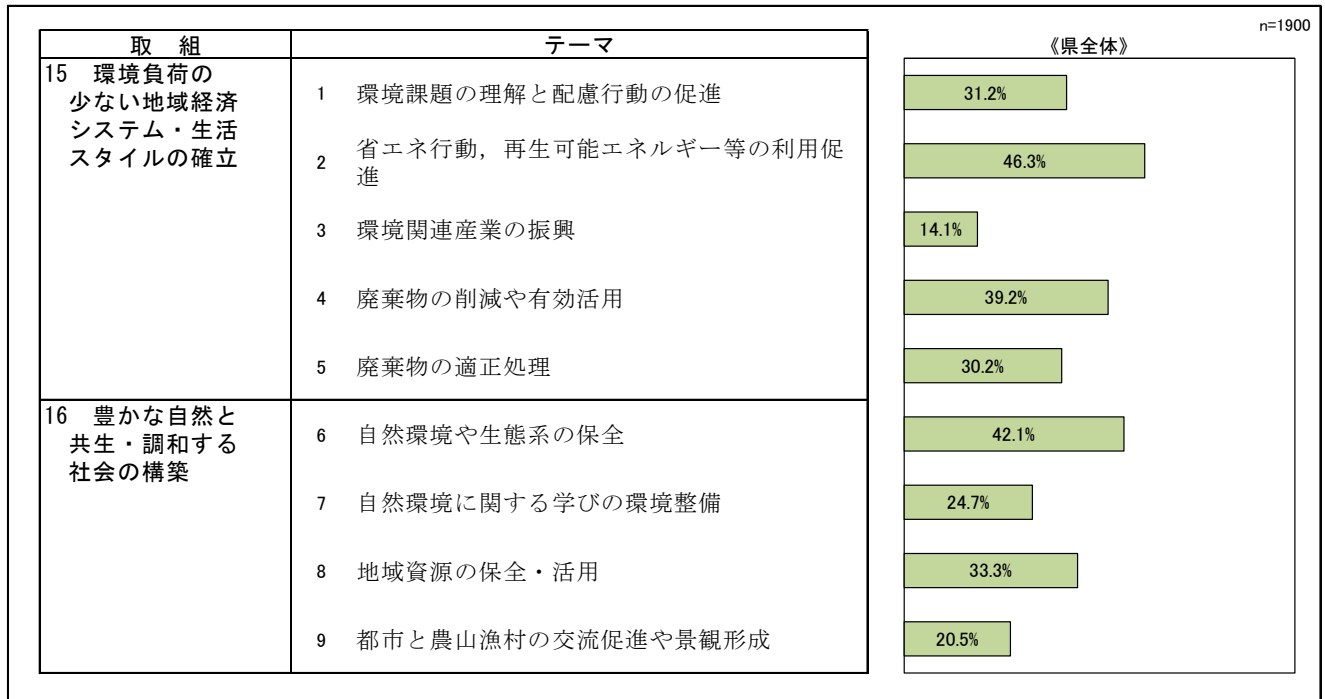 n=1900
取　組
テーマ
《県全体》
15　環境負荷の
少ない地域経済
システム・生活
スタイルの確立
1　環境課題の理解と配慮行動の促進
31.2%
2　省エネ行動，再生可能エネルギー等の利用促
進
46.3%
3　環境関連産業の振興
14.1%
4　廃棄物の削減や有効活用
39.2%
5　廃棄物の適正処理
30.2%
16　豊かな自然と
共生・調和する
社会の構築
6　自然環境や生態系の保全
42.1%
7　自然環境に関する学びの環境整備
24.7%
8　地域資源の保全・活用
33.3%
9　都市と農山漁村の交流促進や景観形成
20.5%